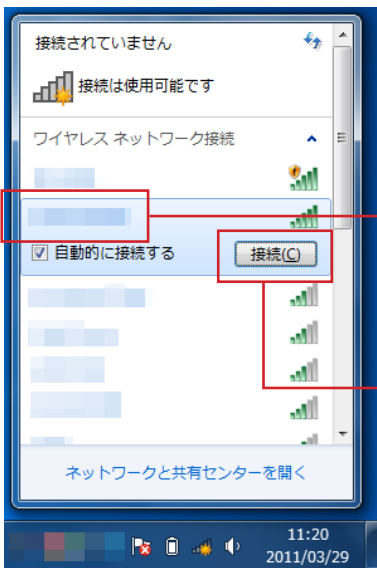 接続されていません
接続は使用可能です
ワイヤレス ネットワーク接続
自動的に接続する
接続(C)
ネットワークと共有センターを開く
11:20
2011/03/29